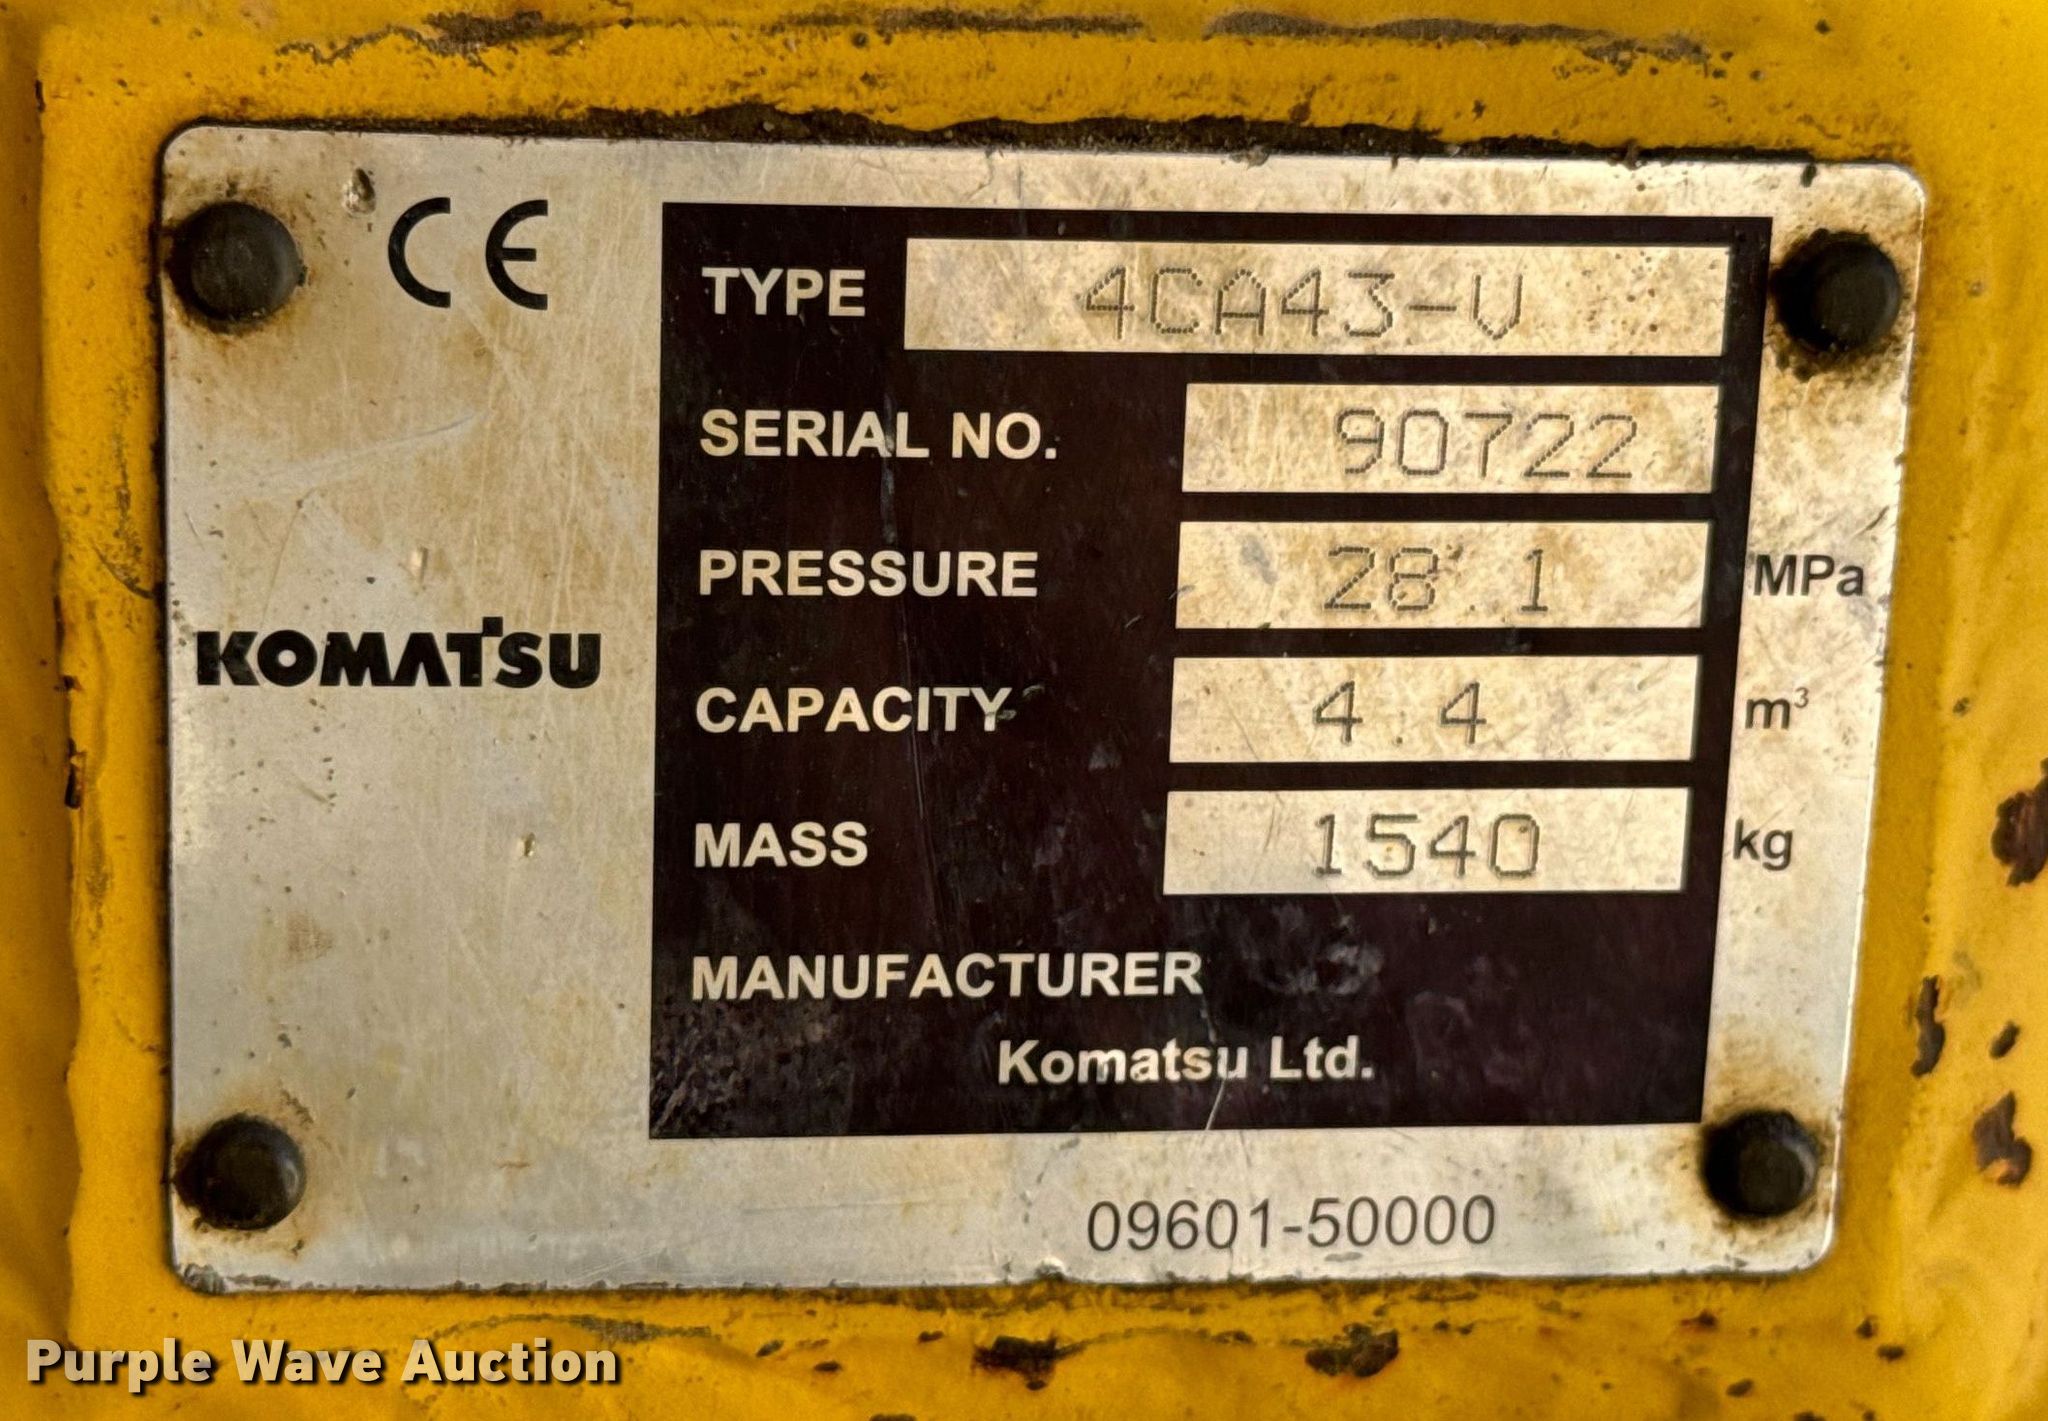 CE
TYPE 4CA43-V
SERIAL NO. 90722
PRESSURE 28.1 MPa
KOMATSU
CAPACITY 4.4 m³
MASS 1540 kg
MANUFACTURER
Komatsu Ltd.
09601-50000
Purple Wave Auction